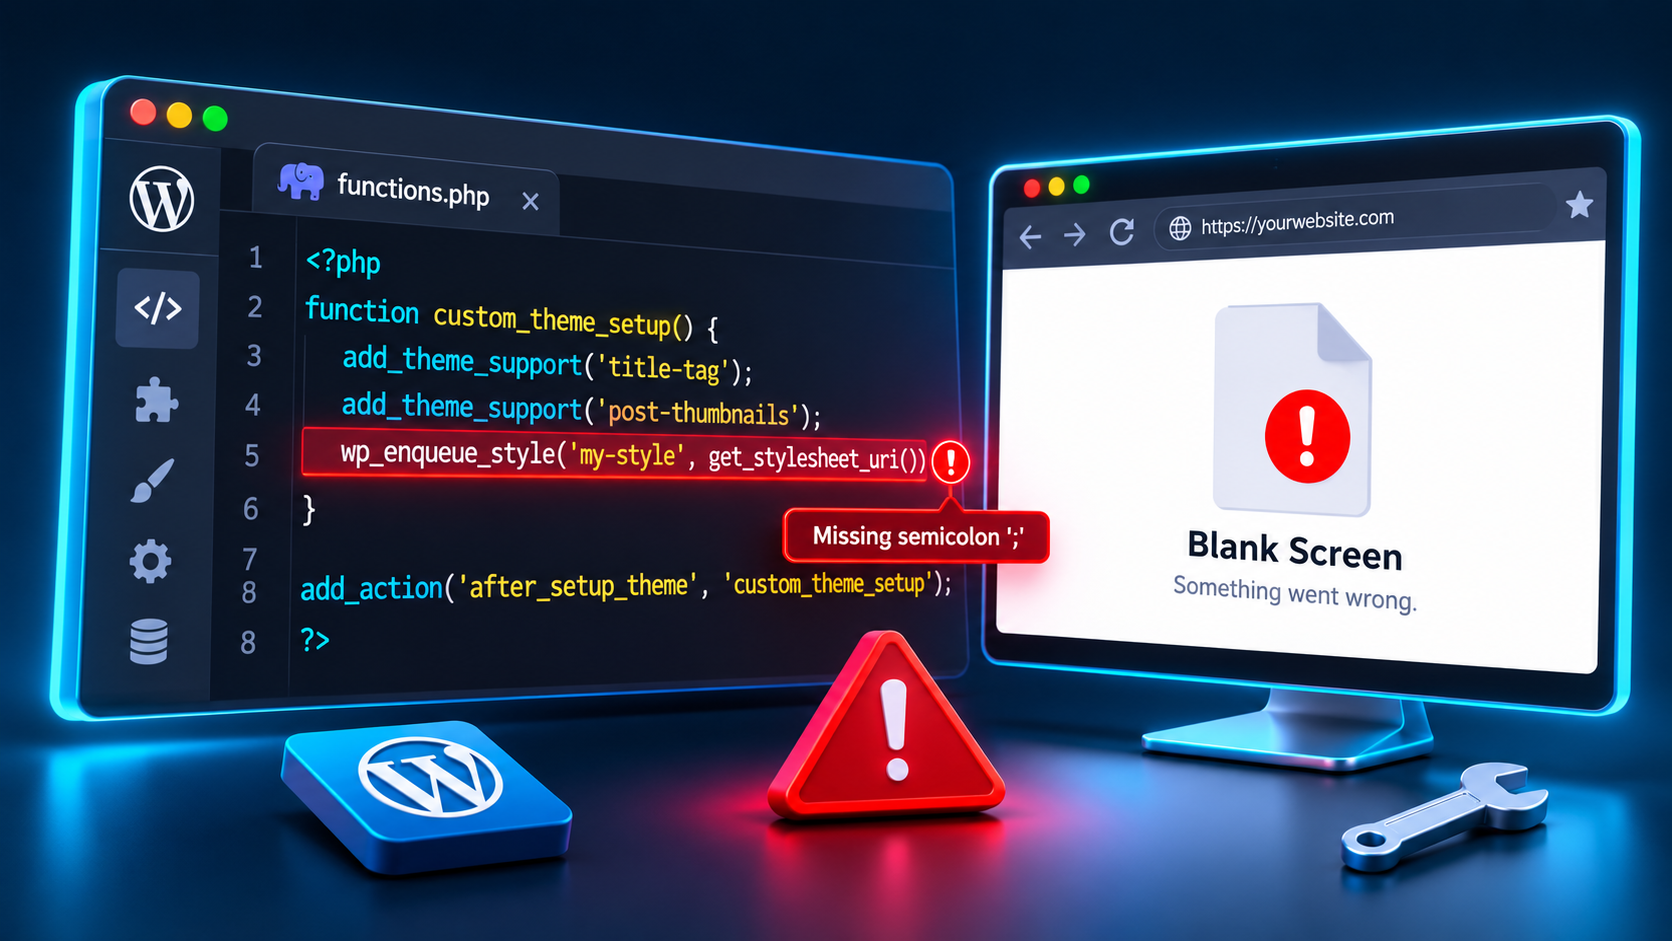 functions.php ×
1 <?php
2 function custom_theme_setup() {
3 add_theme_support('title-tag');
4 add_theme_support('post-thumbnails');
5 wp_enqueue_style('my-style', get_stylesheet_uri())
6 }
7
8 add_action('after_setup_theme', 'custom_theme_setup');
8 ?>
Missing semicolon ';'
https://yourwebsite.com
Blank Screen
Something went wrong.